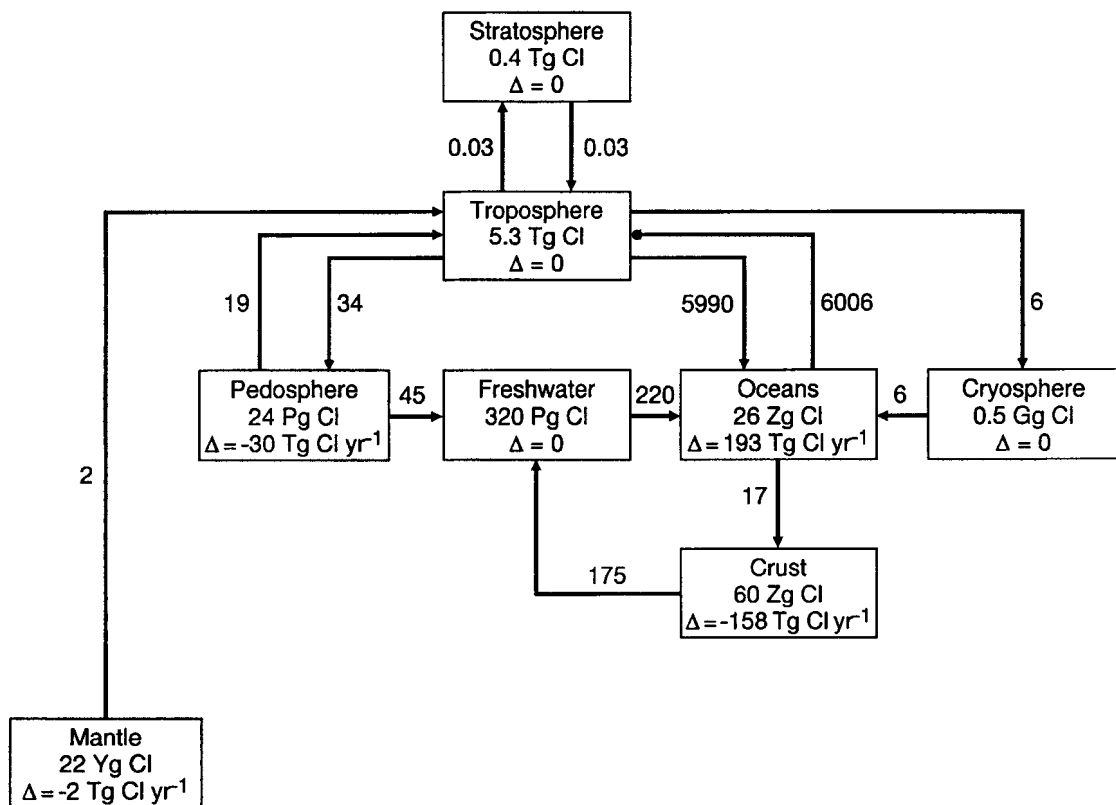 Stratosphere
0.4 Tg Cl
Δ = 0
0.03
0.03
Troposphere
5.3 Tg Cl
Δ = 0
19
34
5990
6006
6
Pedosphere
24 Pg Cl
Δ = -30 Tg Cl yr⁻¹
45
Freshwater
320 Pg Cl
Δ = 0
220
Oceans
26 Zg Cl
Δ = 193 Tg Cl yr⁻¹
6
Cryosphere
0.5 Gg Cl
Δ = 0
2
17
175
Crust
60 Zg Cl
Δ = -158 Tg Cl yr⁻¹
Mantle
22 Yg Cl
Δ = -2 Tg Cl yr⁻¹